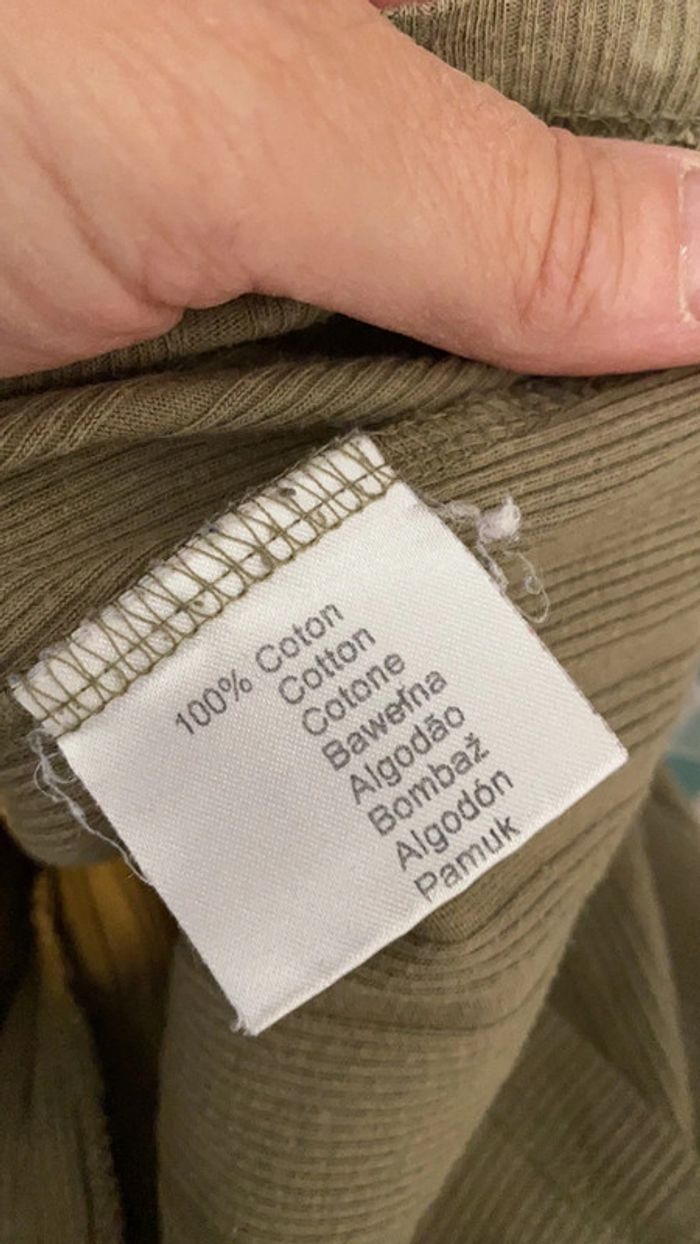 100% Coton
Cotton
Cotone
Bawełna
Algodão
Bombaž
Algodón
Pamuk